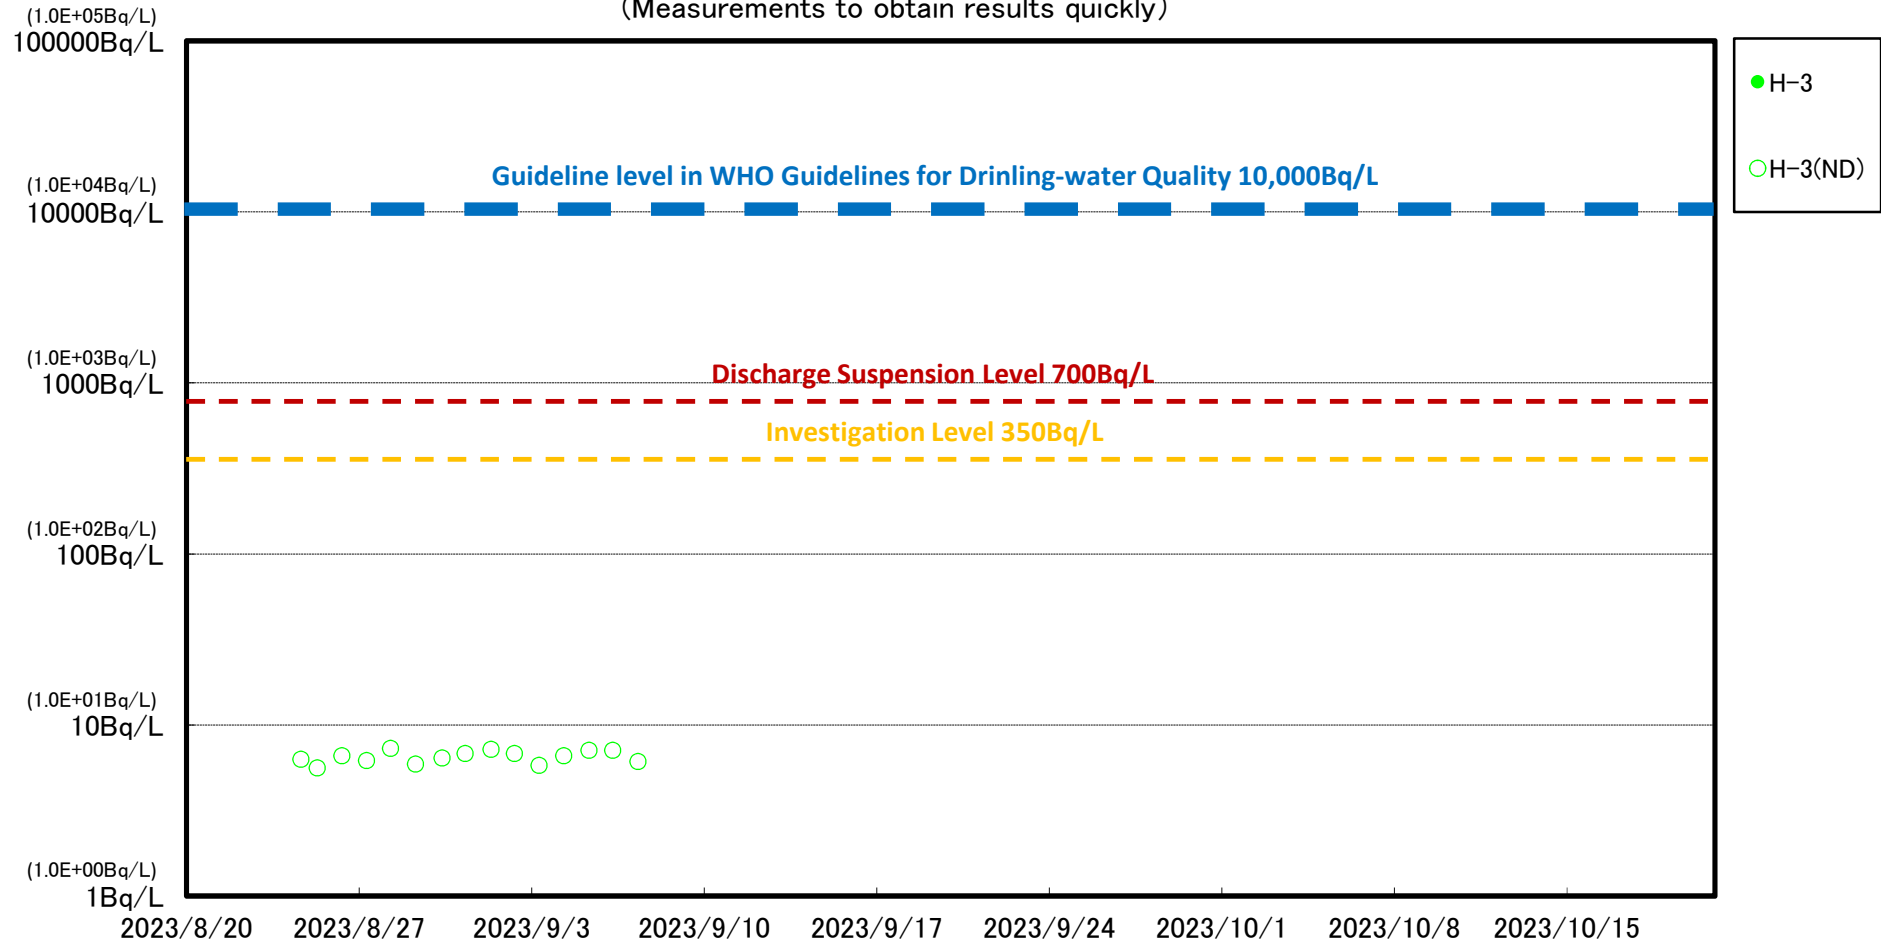 (Measurements to obtain results quickly)
(1.0E+05Bq/L)
100000Bq/L
H-3
H-3(ND)
Guideline level in WHO Guidelines for Drinling-water Quality 10,000Bq/L
(1.0E+04Bq/L)
10000Bq/L
(1.0E+03Bq/L)
1000Bq/L
Discharge Suspension Level 700Bq/L
Investigation Level 350Bq/L
(1.0E+02Bq/L)
100Bq/L
(1.0E+01Bq/L)
10Bq/L
(1.0E+00Bq/L)
1Bq/L
2023/8/20 2023/8/27 2023/9/3 2023/9/10 2023/9/17 2023/9/24 2023/10/1 2023/10/8 2023/10/15